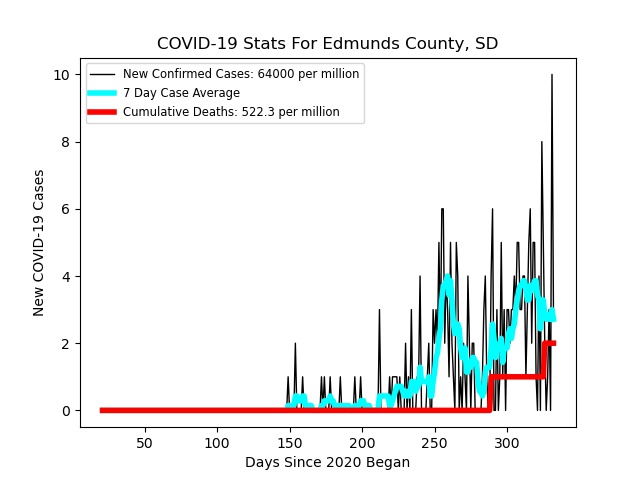 COVID-19 Stats For Edmunds County, SD
New Confirmed Cases: 64000 per million
7 Day Case Average
Cumulative Deaths: 522.3 per million
10
8
6
4
2
0
New COVID-19 Cases
50 100 150 200 250 300
Days Since 2020 Began